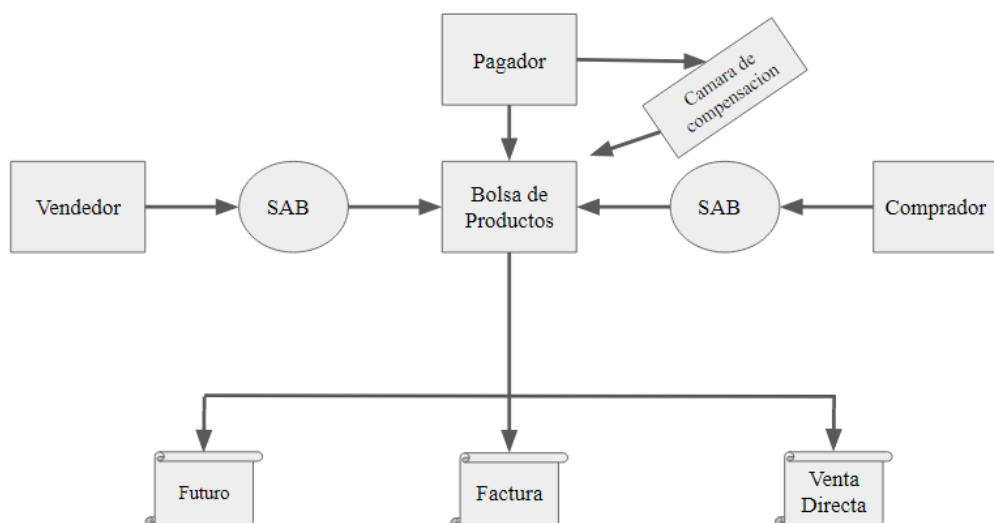 Pagador
Camara de
compensacion
Vendedor
SAB
Bolsa de
Productos
SAB
Comprador
Futuro
Factura
Venta
Directa